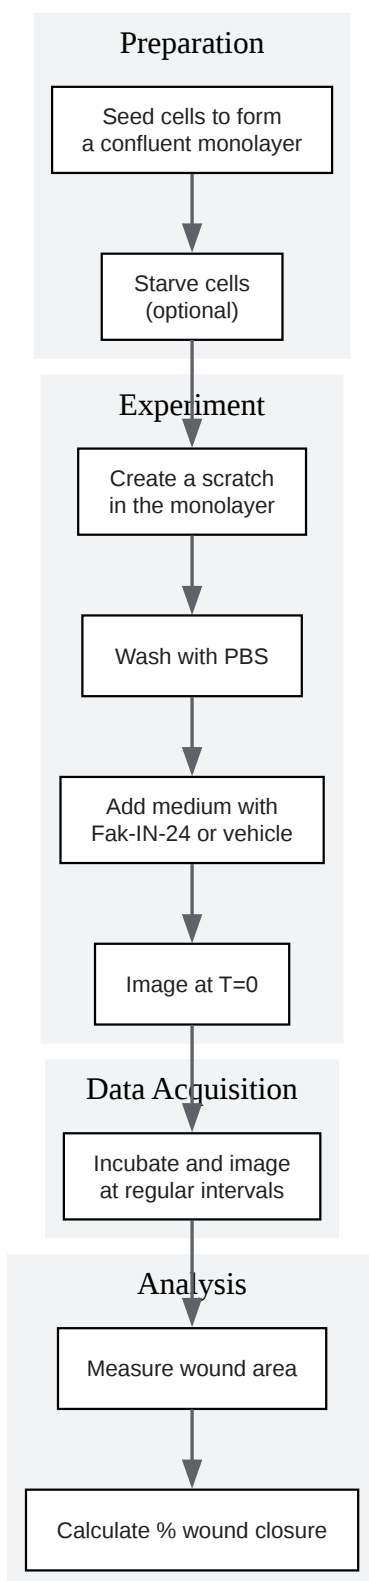 Preparation
Seed cells to form
a confluent monolayer
Starve cells
(optional)
Experiment
Create a scratch
in the monolayer
Wash with PBS
Add medium with
Fak-IN-24 or vehicle
Image at T=0
Data Acquisition
Incubate and image
at regular intervals
Analysis
Measure wound area
Calculate % wound closure